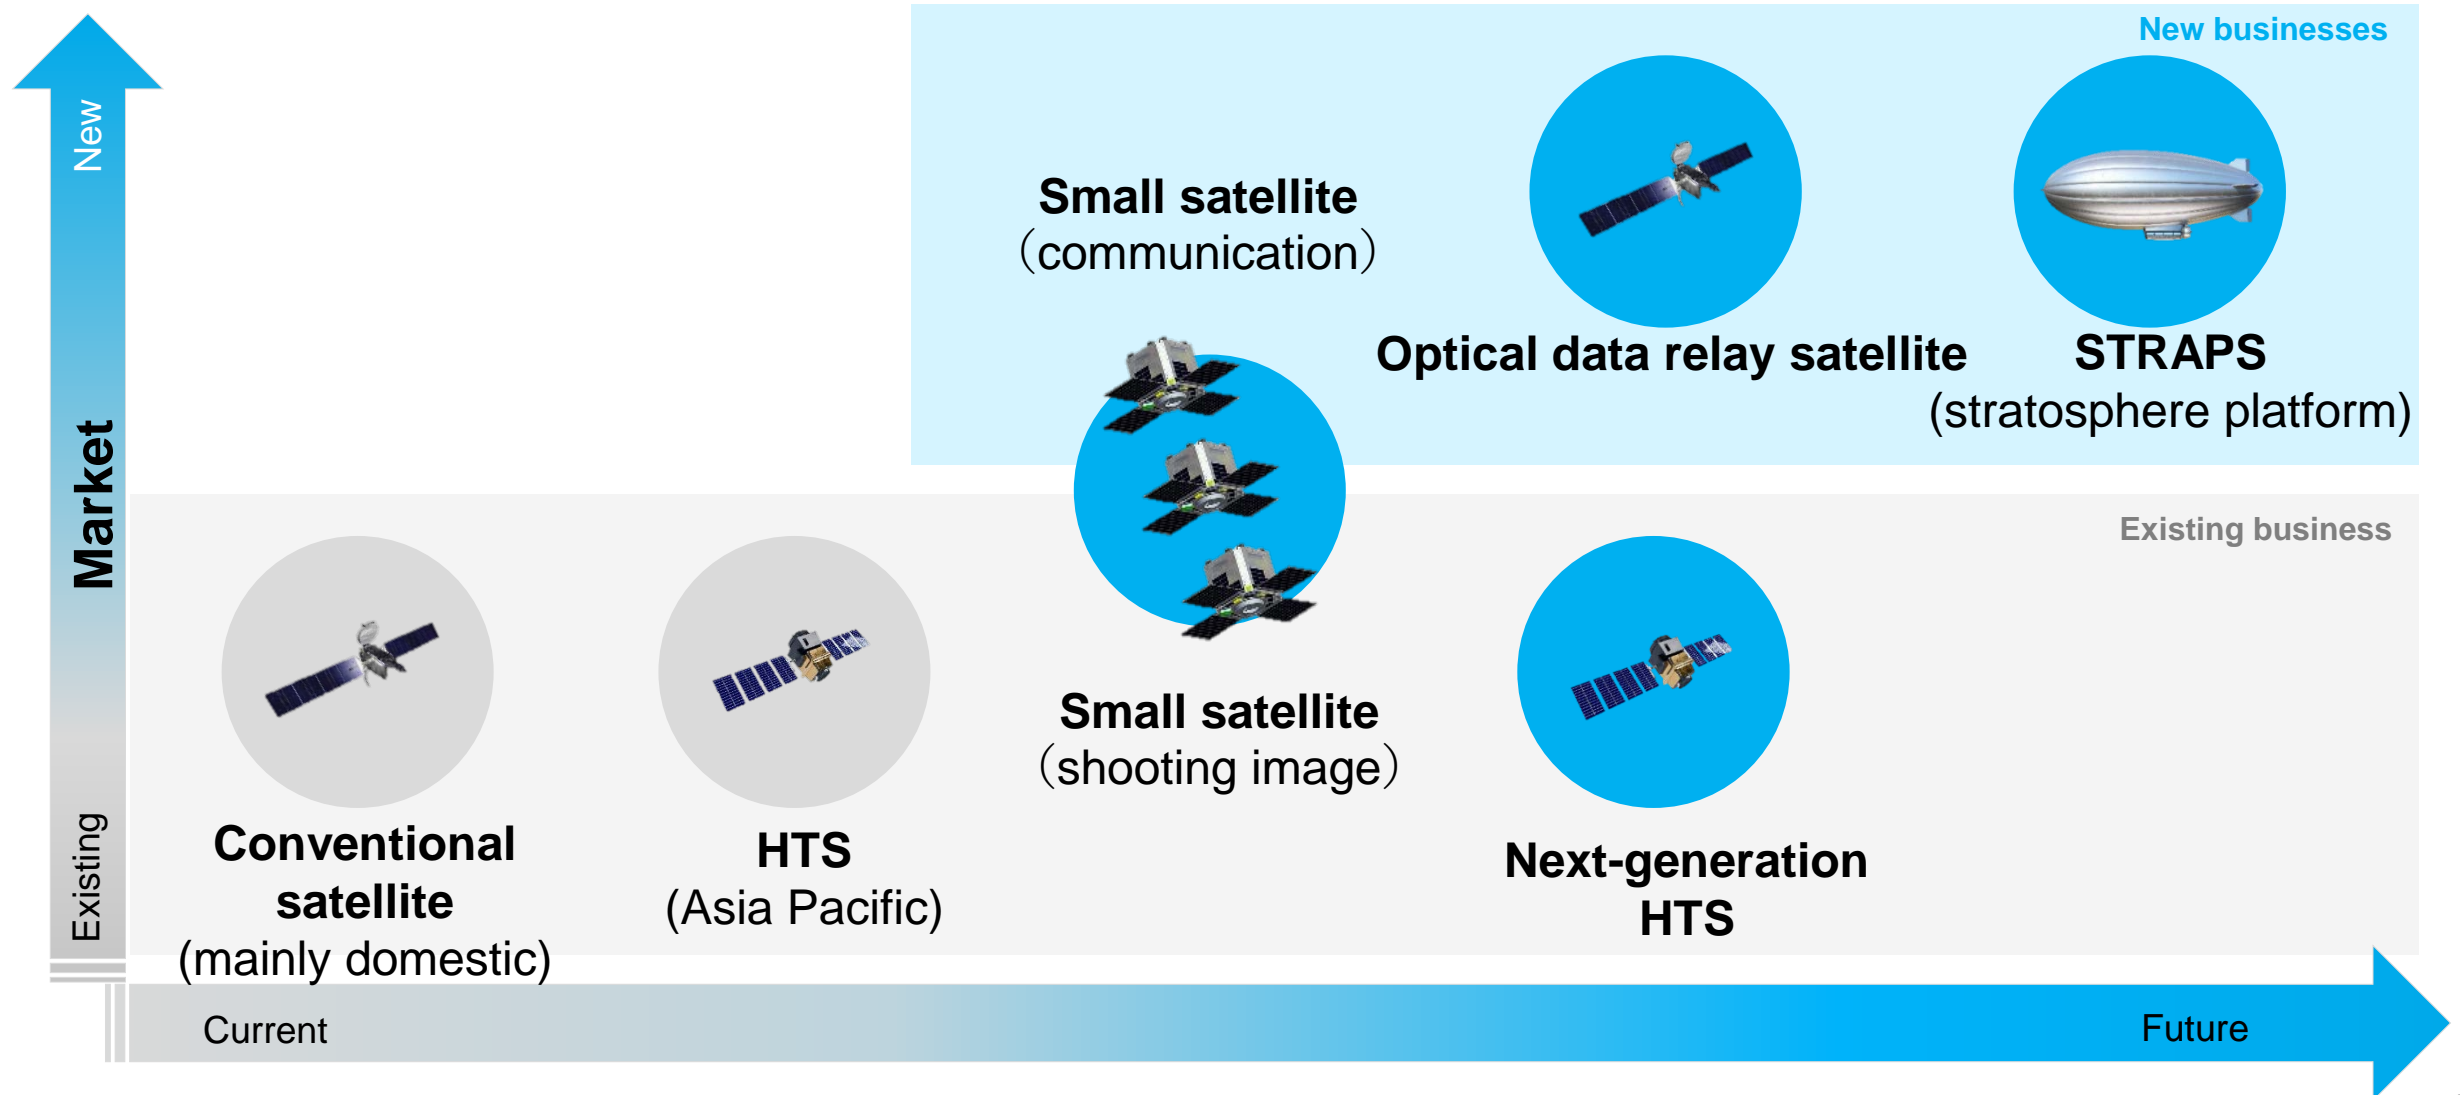 New businesses
New
Small satellite
（communication）
Optical data relay satellite
STRAPS
(stratosphere platform)
Market
Existing business
Small satellite
（shooting image）
Existing
Conventional
satellite
(mainly domestic)
HTS
(Asia Pacific)
Next-generation
HTS
Current
Future